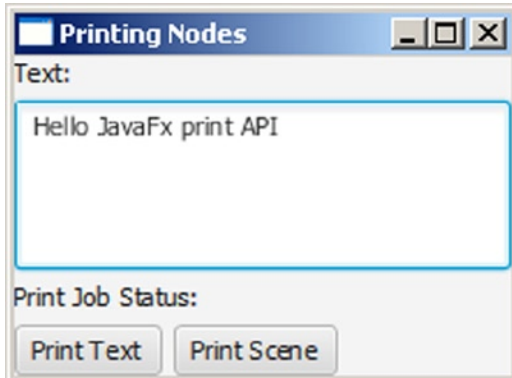 Printing Nodes
Text:
Hello JavaFx print API
Print Job Status:
Print Text Print Scene